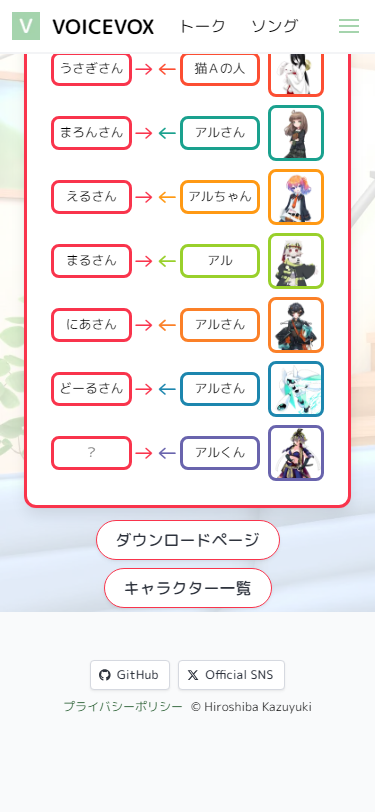 V VOICEVOX トーク ソング
うさぎさん → ← 猫Aの人
まろんさん → ← アルさん
えるさん → ← アルちゃん
まるさん → ← アル
にあさん → ← アルさん
どーるさん → ← アルさん
？ → ← アルくん
ダウンロードページ
キャラクター一覧
GitHub Official SNS
プライバシーポリシー © Hiroshiba Kazuyuki